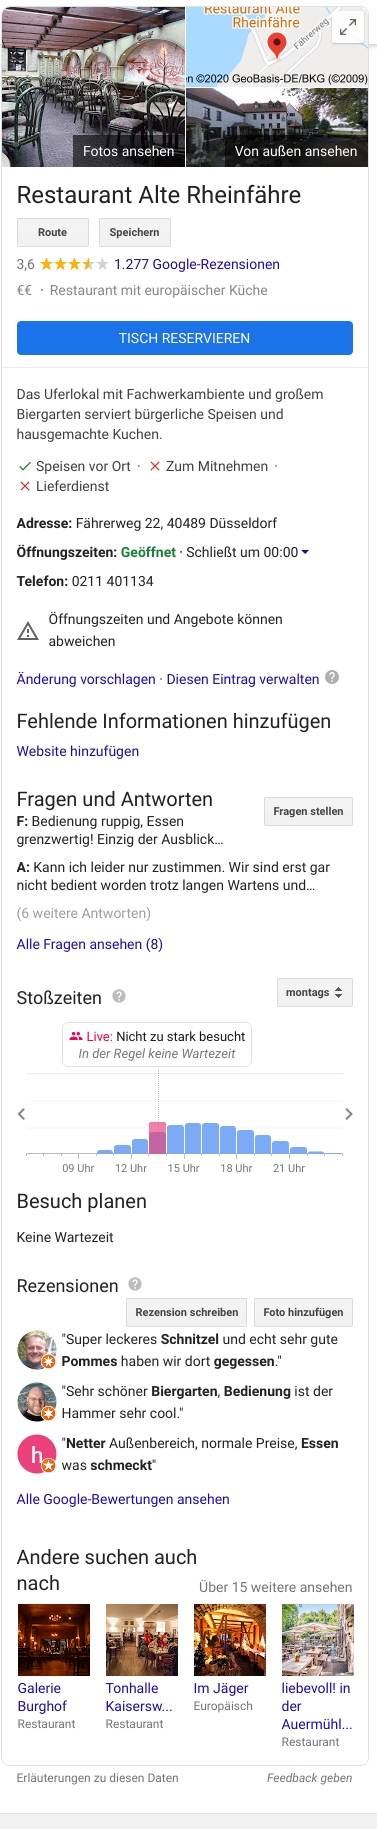 Restaurant Alte
Rheinfähre
Fährerweg
en ©2020 GeoBasis-DE/BKG (©2009)
Fotos ansehen
Von außen ansehen
Restaurant Alte Rheinfähre
Route
Speichern
3,6 1.277 Google-Rezensionen
€€ · Restaurant mit europäischer Küche
TISCH RESERVIEREN
Das Uferlokal mit Fachwerkambiente und großem
Biergarten serviert bürgerliche Speisen und
hausgemachte Kuchen.
✓ Speisen vor Ort · ✕ Zum Mitnehmen ·
✕ Lieferdienst
Adresse: Fährerweg 22, 40489 Düsseldorf
Öffnungszeiten: Geöffnet · Schließt um 00:00
Telefon: 0211 401134
Öffnungszeiten und Angebote können
abweichen
Änderung vorschlagen · Diesen Eintrag verwalten ?
Fehlende Informationen hinzufügen
Website hinzufügen
Fragen und Antworten
Fragen stellen
F: Bedienung ruppig, Essen
grenzwertig! Einzig der Ausblick…
A: Kann ich leider nur zustimmen. Wir sind erst gar
nicht bedient worden trotz langen Wartens und…
(6 weitere Antworten)
Alle Fragen ansehen (8)
Stoßzeiten ?
montags
Live: Nicht zu stark besucht
In der Regel keine Wartezeit
09 Uhr 12 Uhr 15 Uhr 18 Uhr 21 Uhr
Besuch planen
Keine Wartezeit
Rezensionen ?
Rezension schreiben
Foto hinzufügen
"Super leckeres Schnitzel und echt sehr gute
Pommes haben wir dort gegessen."
"Sehr schöner Biergarten, Bedienung ist der
Hammer sehr cool."
h
"Netter Außenbereich, normale Preise, Essen
was schmeckt"
Alle Google-Bewertungen ansehen
Andere suchen auch
nach
Über 15 weitere ansehen
Galerie
Burghof
Restaurant
Tonhalle
Kaisersw...
Restaurant
Im Jäger
Europäisch
liebevoll! in
der
Auermühl...
Restaurant
Erläuterungen zu diesen Daten
Feedback geben